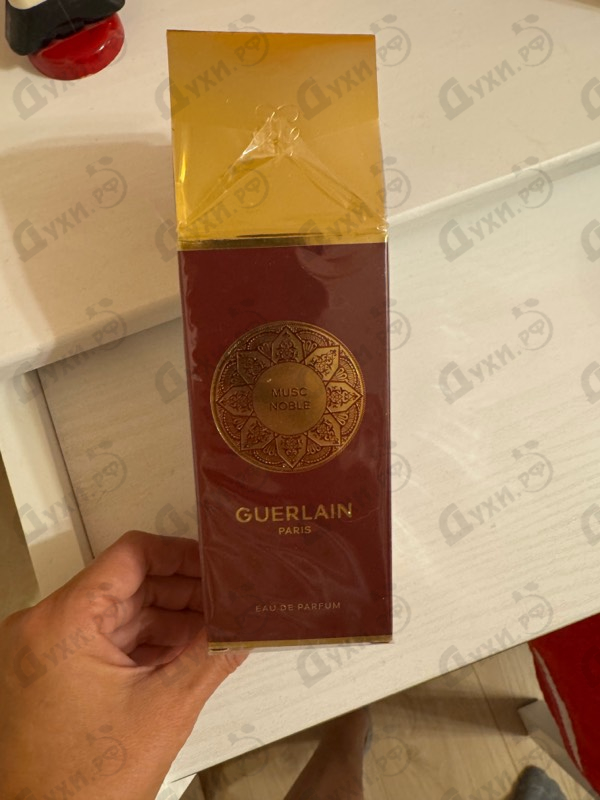 MUSC
NOBLE
GUERLAIN
PARIS
EAU DE PARFUM
Духи.РФ